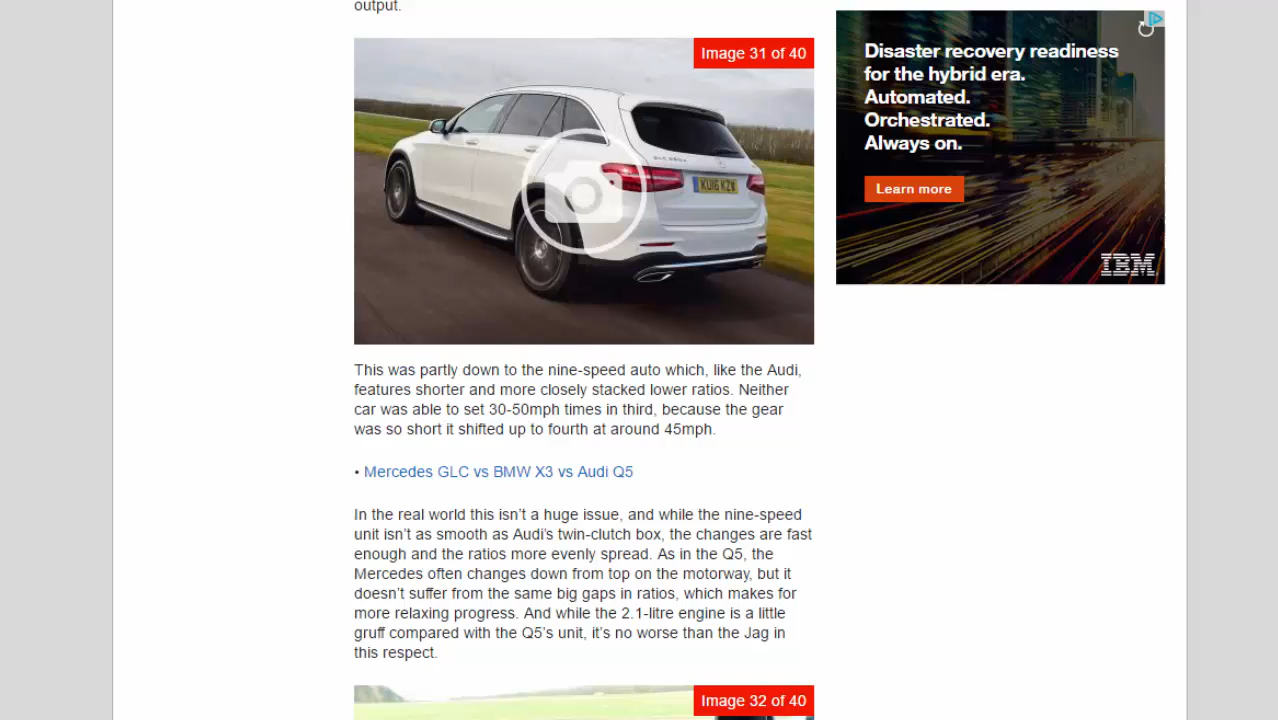 output.
Image 31 of 40
KU16 KZW
This was partly down to the nine-speed auto which, like the Audi,
features shorter and more closely stacked lower ratios. Neither
car was able to set 30-50mph times in third, because the gear
was so short it shifted up to fourth at around 45mph.
• Mercedes GLC vs BMW X3 vs Audi Q5
In the real world this isn’t a huge issue, and while the nine-speed
unit isn’t as smooth as Audi’s twin-clutch box, the changes are fast
enough and the ratios more evenly spread. As in the Q5, the
Mercedes often changes down from top on the motorway, but it
doesn’t suffer from the same big gaps in ratios, which makes for
more relaxing progress. And while the 2.1-litre engine is a little
gruff compared with the Q5’s unit, it’s no worse than the Jag in
this respect.
Image 32 of 40
Disaster recovery readiness
for the hybrid era.
Automated.
Orchestrated.
Always on.
Learn more
IBM